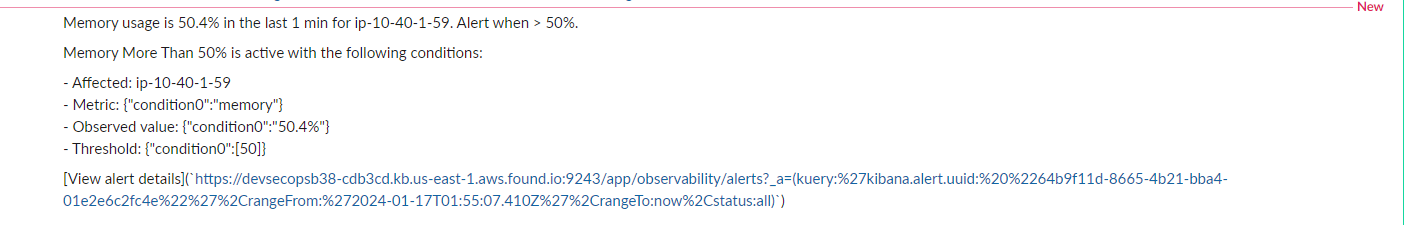 New
Memory usage is 50.4% in the last 1 min for ip-10-40-1-59. Alert when > 50%.
Memory More Than 50% is active with the following conditions:
- Affected: ip-10-40-1-59
- Metric: {"condition0":"memory"}
- Observed value: {"condition0":"50.4%"}
- Threshold: {"condition0":[50]}
[View alert details](`https://devsecopsb38-cdb3cd.kb.us-east-1.aws.found.io:9243/app/observability/alerts?_a=(kuery:%27kibana.alert.uuid:%20%2264b9f11d-8665-4b21-bba4-
01e2e6c2fc4e%22%27%2CrangeFrom:%272024-01-17T01:55:07.410Z%27%2CrangeTo:now%2Cstatus:all)`)